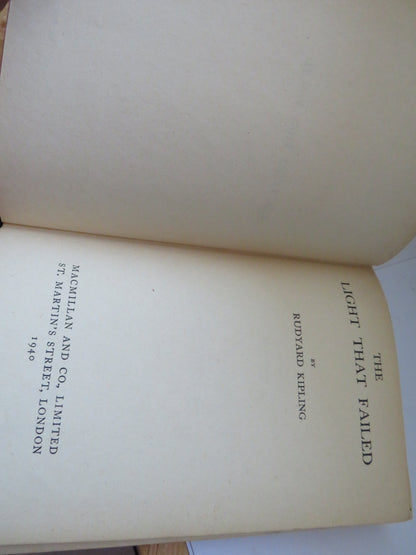 THE
LIGHT THAT FAILED
BY
RUDYARD KIPLING
MACMILLAN AND CO., LIMITED
ST. MARTIN'S STREET, LONDON
1940